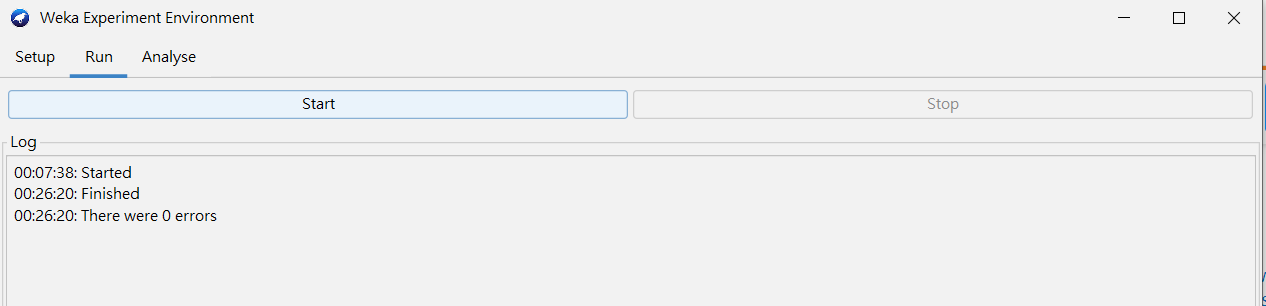 Weka Experiment Environment
Setup Run Analyse
Start Stop
Log
00:07:38: Started
00:26:20: Finished
00:26:20: There were 0 errors